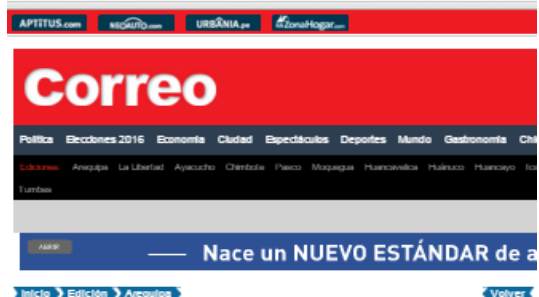 APTiTUS.com NEOAUTO.com URBANIA.pe ZonaHogar.com
Correo
Política Elecciones 2016 Economía Ciudad Espectáculos Deportes Mundo Gastronomía Chi
Ediciones: Arequipa La Libertad Ayacucho Chimbote Pasco Moquegua Huancavelica Huánuco Huancayo Ica
Tumbes
ABRIR Nace un NUEVO ESTÁNDAR de a
Inicio Edición Arequipa Volver